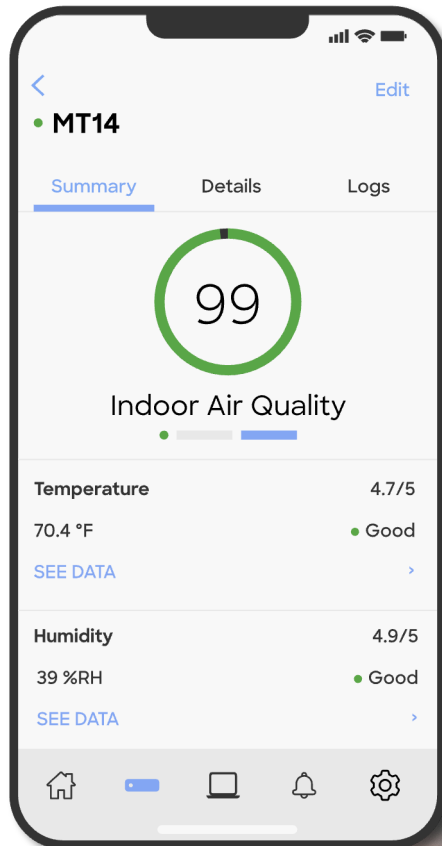 Edit
MT14
Summary Details Logs
99
Indoor Air Quality
Temperature 4.7/5
70.4 °F Good
SEE DATA
Humidity 4.9/5
39 %RH Good
SEE DATA